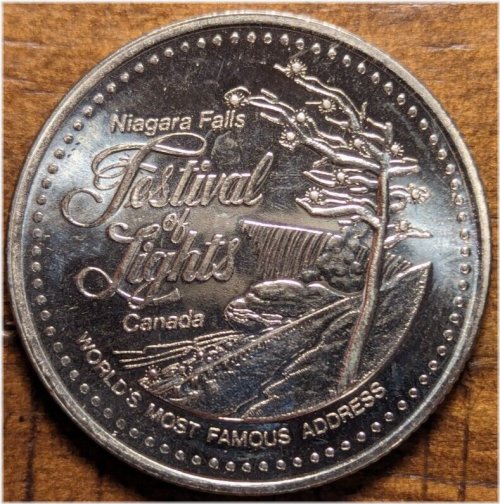 Niagara Falls
Festival
of
Lights
Canada
WORLD'S MOST FAMOUS ADDRESS